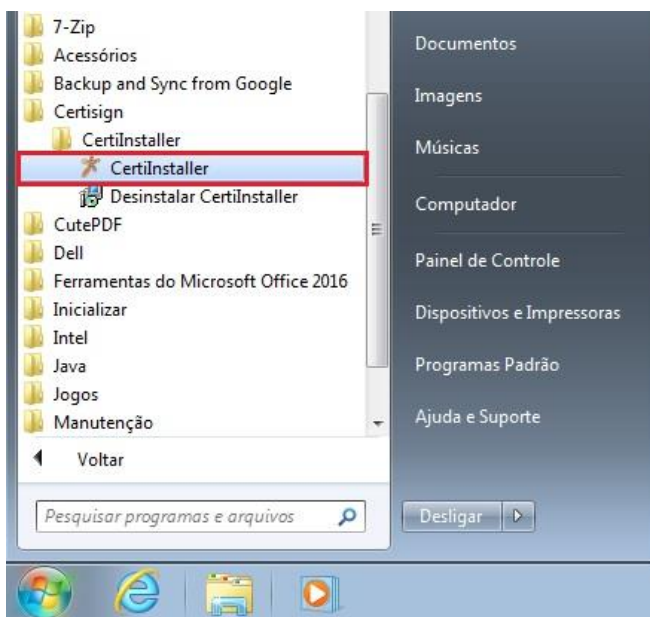 7-Zip
Acessórios
Backup and Sync from Google
Certisign
CertiInstaller
CertiInstaller
Desinstalar CertiInstaller
CutePDF
Dell
Ferramentas do Microsoft Office 2016
Inicializar
Intel
Java
Jogos
Manutenção
Voltar
Pesquisar programas e arquivos
Documentos
Imagens
Músicas
Computador
Painel de Controle
Dispositivos e Impressoras
Programas Padrão
Ajuda e Suporte
Desligar